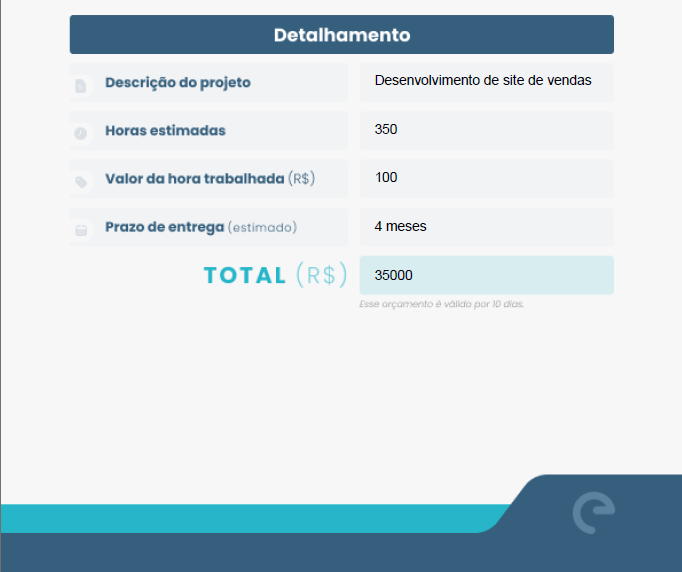 Detalhamento
Descrição do projeto Desenvolvimento de site de vendas
Horas estimadas 350
Valor da hora trabalhada (R$) 100
Prazo de entrega (estimado) 4 meses
TOTAL (R$) 35000
Esse orçamento é válido por 10 dias.